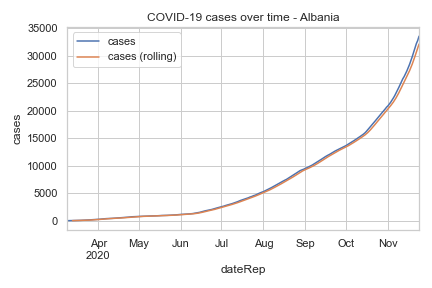 COVID-19 cases over time - Albania
cases
cases (rolling)
35000
30000
25000
20000
15000
10000
5000
0
cases
Apr
2020
May
Jun
Jul
Aug
Sep
Oct
Nov
dateRep